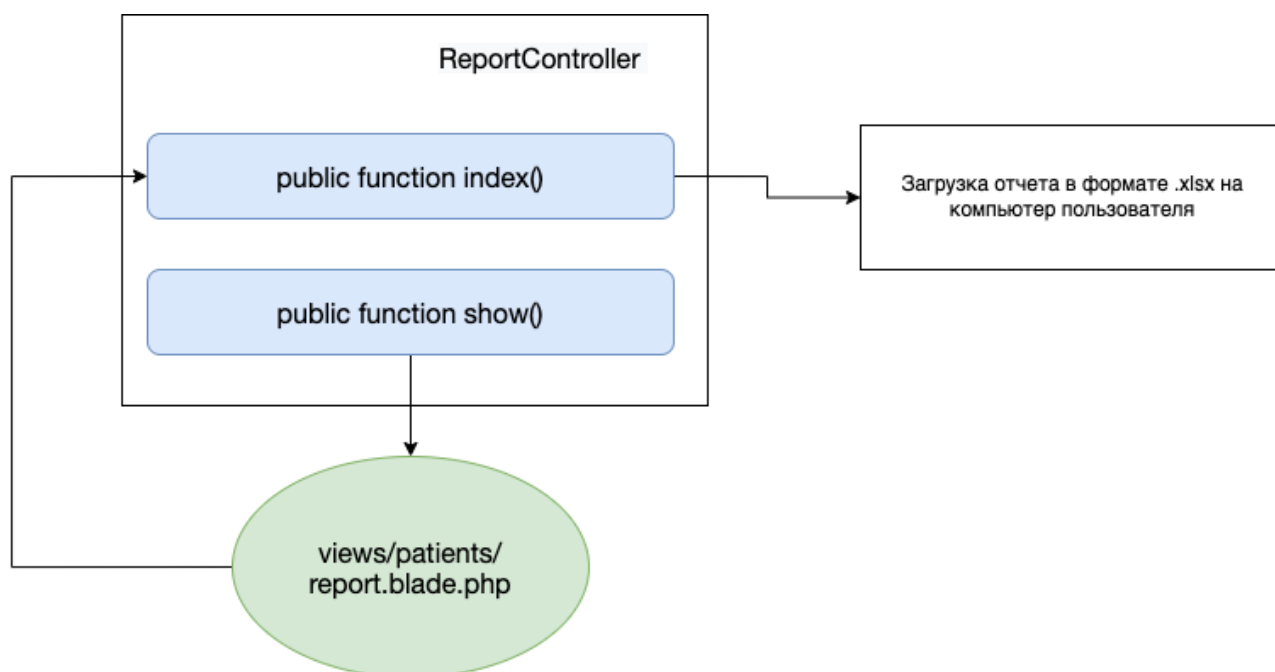 ReportController
public function index()
Загрузка отчета в формате .xlsx на
компьютер пользователя
public function show()
views/patients/
report.blade.php